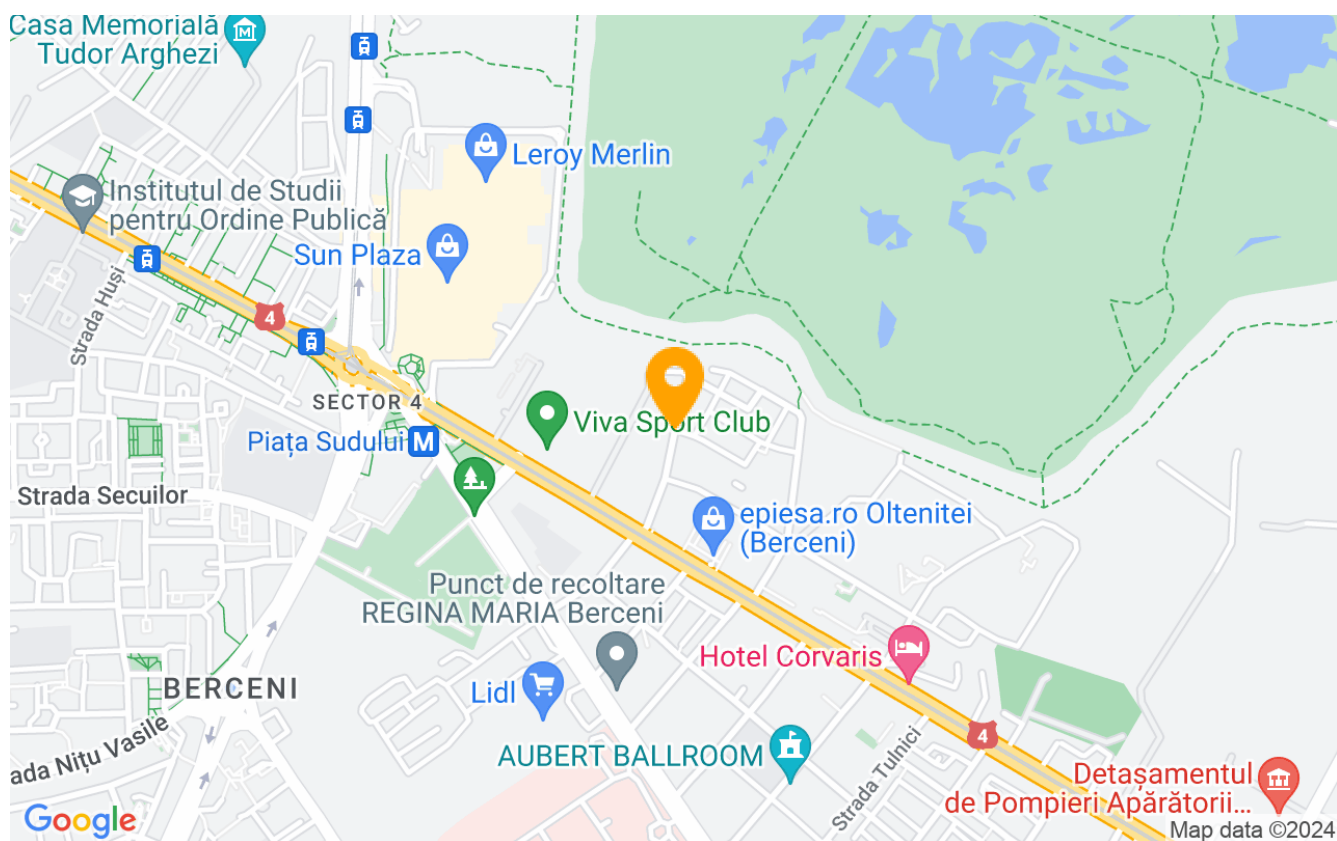 Casa Memorială
Tudor Arghezi
Leroy Merlin
Institutul de Studii
pentru Ordine Publică
Sun Plaza
Strada Huși
4
SECTOR 4
Viva Sport Club
Piața Sudului M
Strada Secuilor
epiesa.ro Oltenitei
(Berceni)
Punct de recoltare
REGINA MARIA Berceni
Hotel Corvaris
BERCENI
Lidl
4
AUBERT BALLROOM
ada Nițu Vasile
Strada Tulnici
Detașamentul
de Pompieri Apărătorii...
Google
Map data ©2024